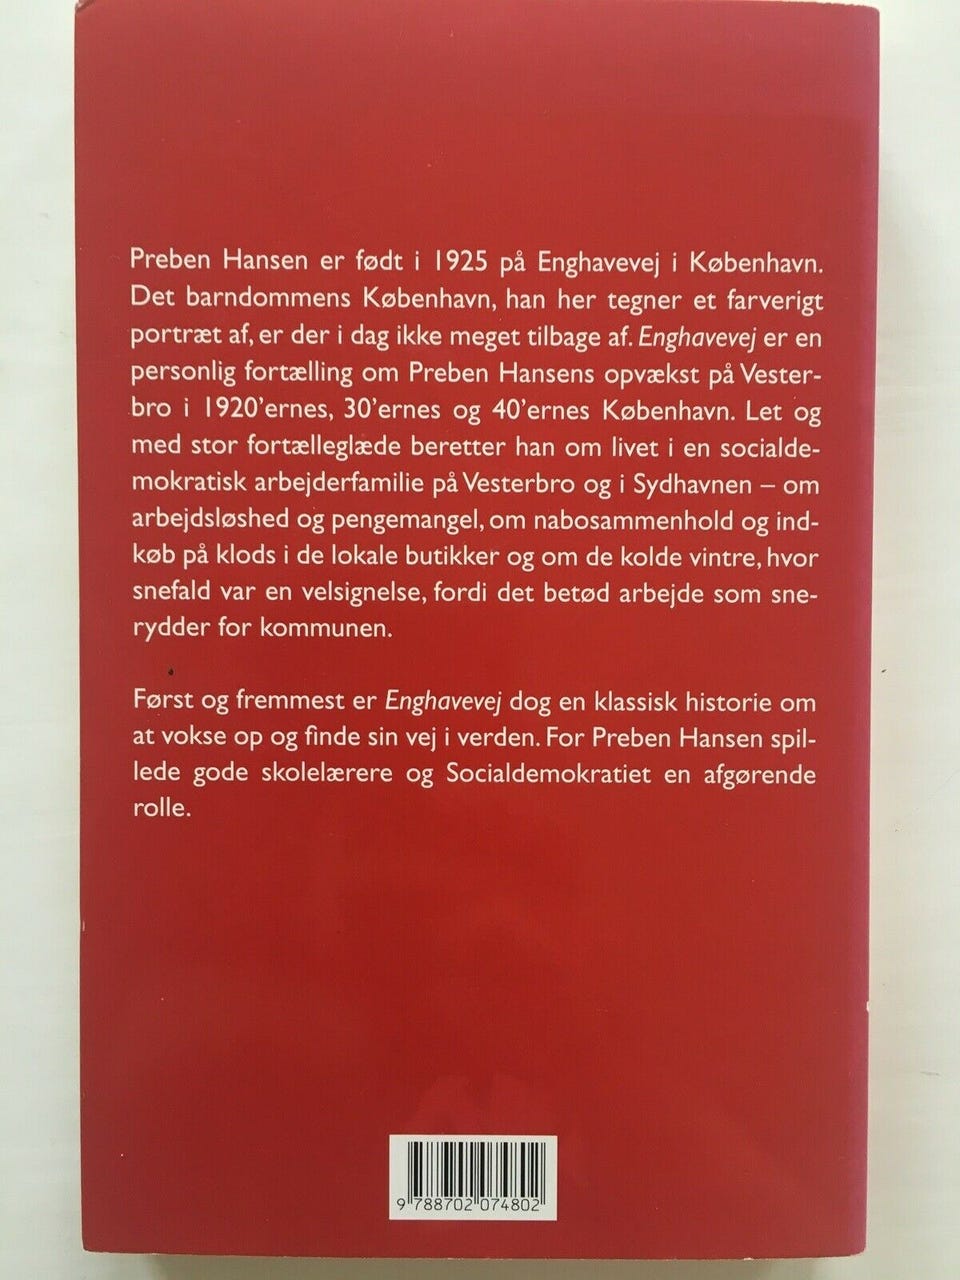 Preben Hansen er født i 1925 på Enghavevej i København.
Det barndommens København, han her tegner et farverigt
portræt af, er der i dag ikke meget tilbage af. Enghavevej er en
personlig fortælling om Preben Hansens opvækst på Vester-
bro i 1920'ernes, 30'ernes og 40'ernes København. Let og
med stor fortælleglæde beretter han om livet i en socialde-
mokratisk arbejderfamilie på Vesterbro og i Sydhavnen – om
arbejdsløshed og pengemangel, om nabosammenhold og ind-
køb på klods i de lokale butikker og om de kolde vintre, hvor
snefald var en velsignelse, fordi det betød arbejde som sne-
rydder for kommunen.
Først og fremmest er Enghavevej dog en klassisk historie om
at vokse op og finde sin vej i verden. For Preben Hansen spil-
lede gode skolelærere og Socialdemokratiet en afgørende
rolle.
9 788702 074802